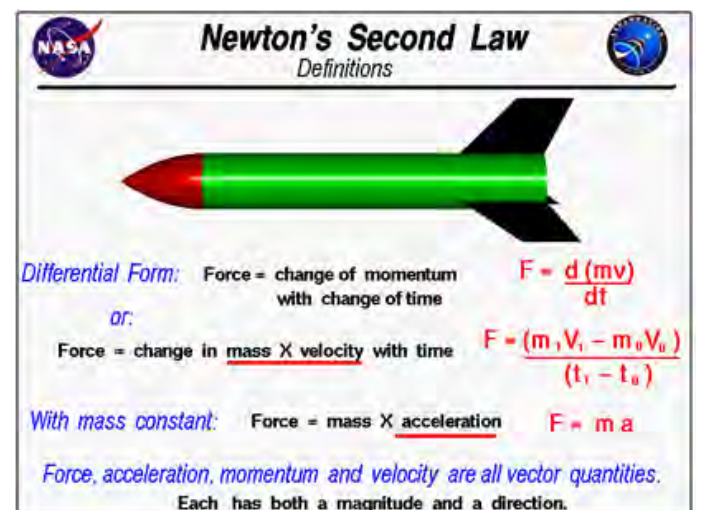 NASA
Newton's Second Law
Definitions
Differential Form: Force = change of momentum with change of time F = d (mv) / dt
or:
Force = change in mass X velocity with time F = (m₁V₁ − m₀V₀) / (t₁ − t₀)
With mass constant: Force = mass X acceleration F = m a
Force, acceleration, momentum and velocity are all vector quantities.
Each has both a magnitude and a direction.